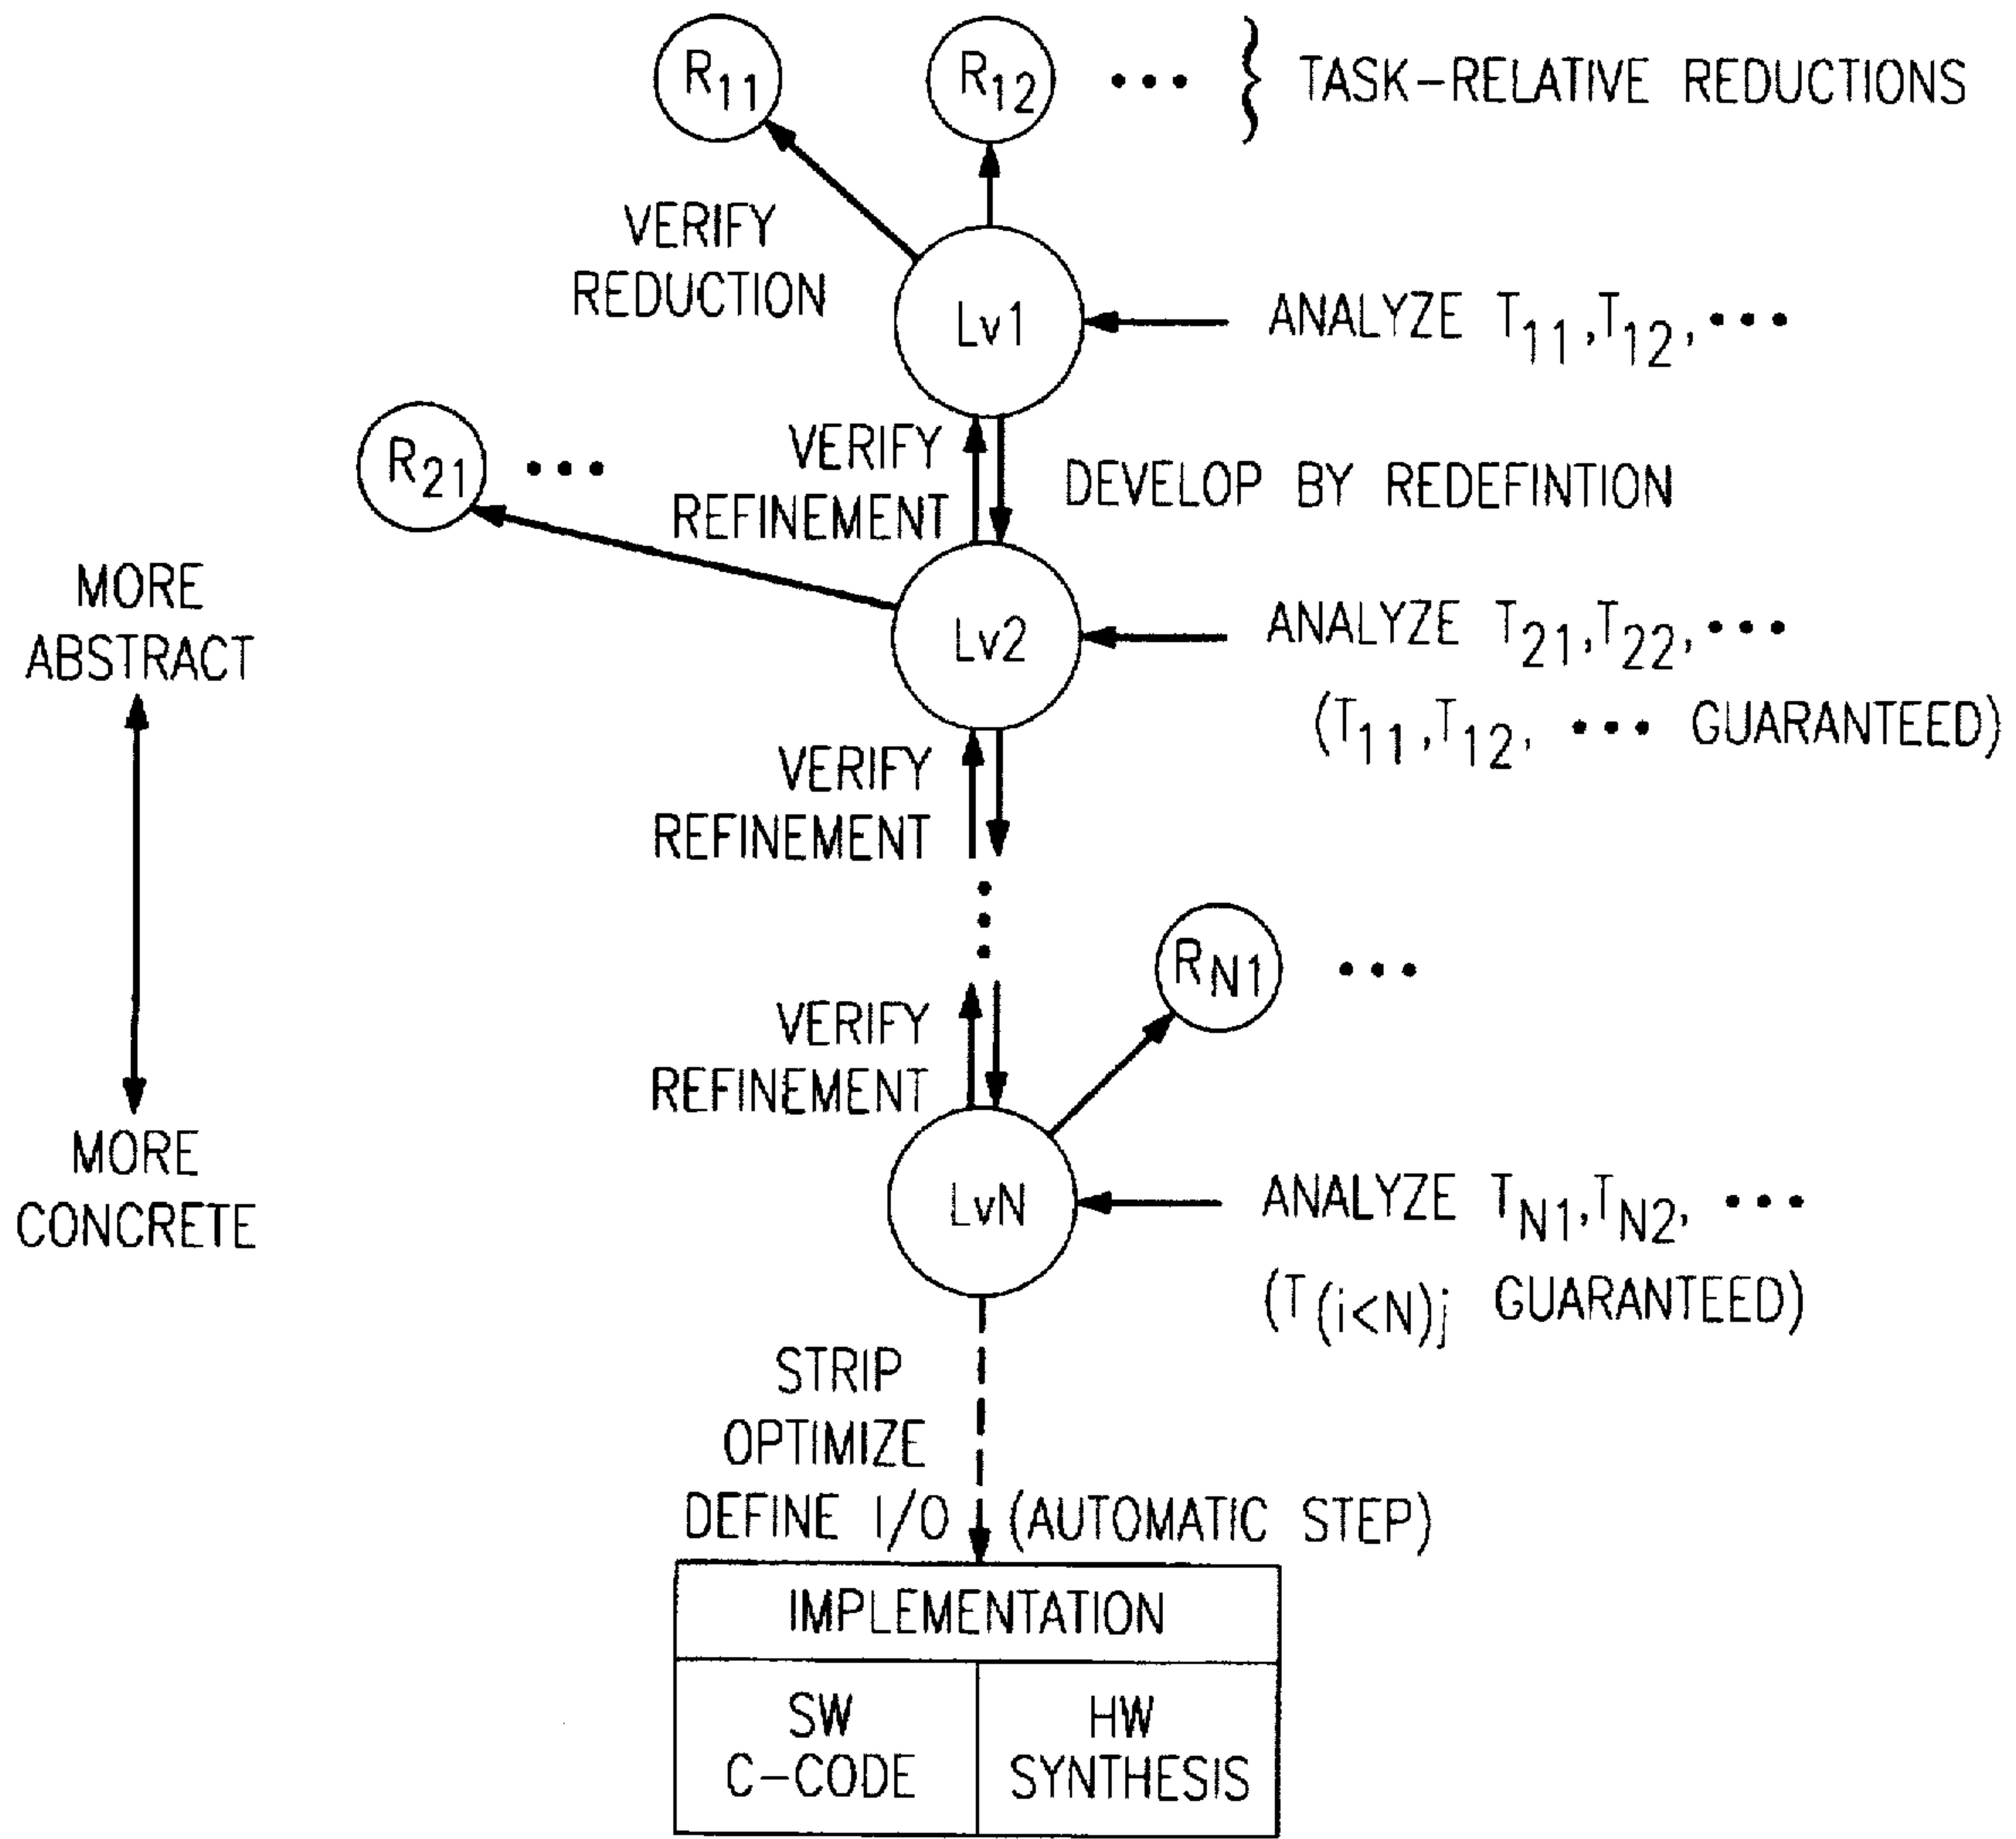 R11 R12 ••• } TASK-RELATIVE REDUCTIONS
VERIFY
REDUCTION
Lv1
ANALYZE T11,T12,•••
R21 •••
VERIFY
REFINEMENT
DEVELOP BY REDEFINTION
MORE
ABSTRACT
Lv2
ANALYZE T21,T22,•••
(T11,T12, ••• GUARANTEED)
VERIFY
REFINEMENT
RN1 •••
VERIFY
REFINEMENT
MORE
CONCRETE
LvN
ANALYZE TN1,TN2, •••
(T(i<N)j GUARANTEED)
STRIP
OPTIMIZE
DEFINE I/O (AUTOMATIC STEP)
IMPLEMENTATION
SW
C-CODE
HW
SYNTHESIS